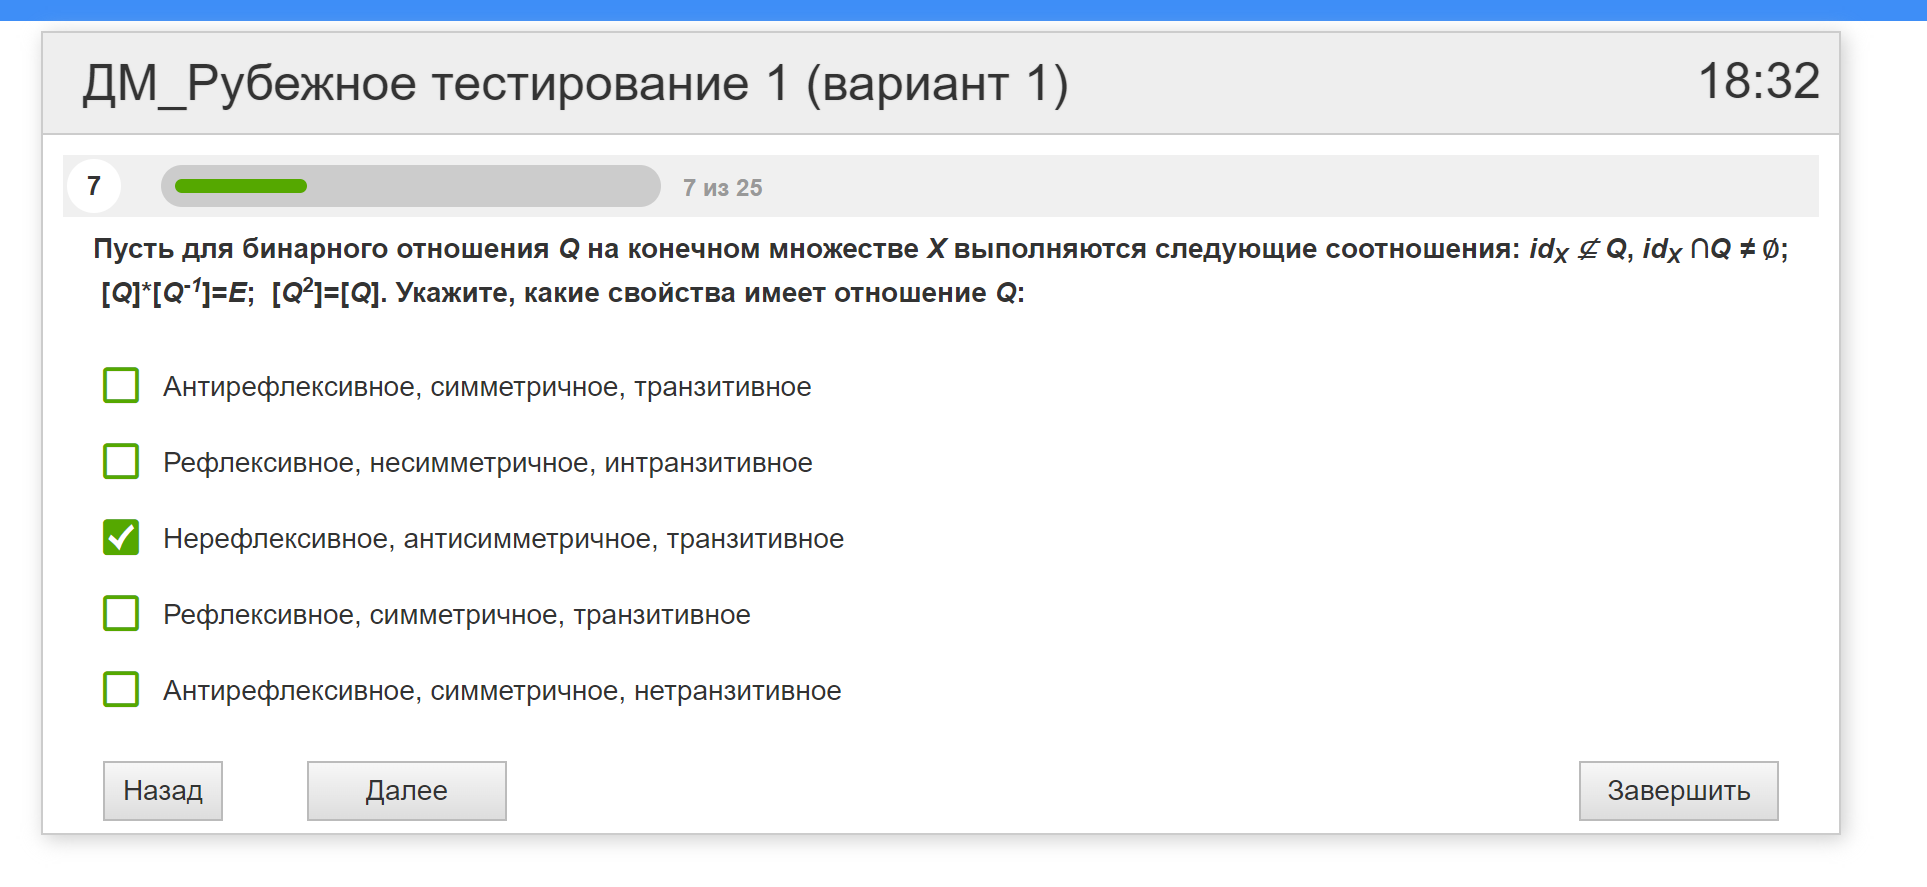 ДМ_Рубежное тестирование 1 (вариант 1)
18:32
7
7 из 25
Пусть для бинарного отношения Q на конечном множестве X выполняются следующие соотношения: id_X ⊈ Q, id_X ∩Q ≠ ∅;
[Q]*[Q⁻¹]=E; [Q²]=[Q]. Укажите, какие свойства имеет отношение Q:
Антирефлексивное, симметричное, транзитивное
Рефлексивное, несимметричное, интранзитивное
Нерефлексивное, антисимметричное, транзитивное
Рефлексивное, симметричное, транзитивное
Антирефлексивное, симметричное, нетранзитивное
Назад
Далее
Завершить